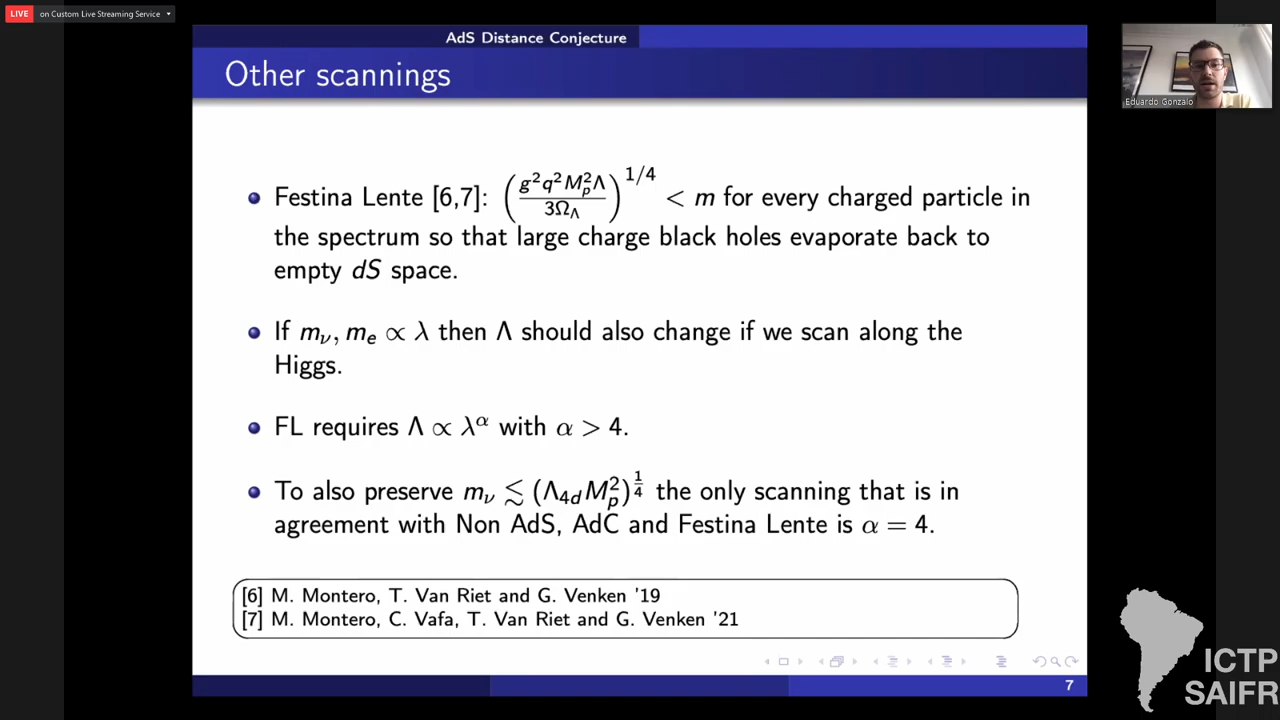 LIVE on Custom Live Streaming Service
AdS Distance Conjecture
Other scannings
Festina Lente [6,7]: (g²q²M_p²Λ / 3Ω_Λ)^{1/4} < m for every charged particle in
the spectrum so that large charge black holes evaporate back to
empty dS space.
If m_ν, m_e ∝ λ then Λ should also change if we scan along the
Higgs.
FL requires Λ ∝ λ^α with α > 4.
To also preserve m_ν ≲ (Λ_{4d}M_p²)^{1/4} the only scanning that is in
agreement with Non AdS, AdC and Festina Lente is α = 4.
[6] M. Montero, T. Van Riet and G. Venken '19
[7] M. Montero, C. Vafa, T. Van Riet and G. Venken '21
7
Eduardo Gonzalo
ICTP
SAIFR